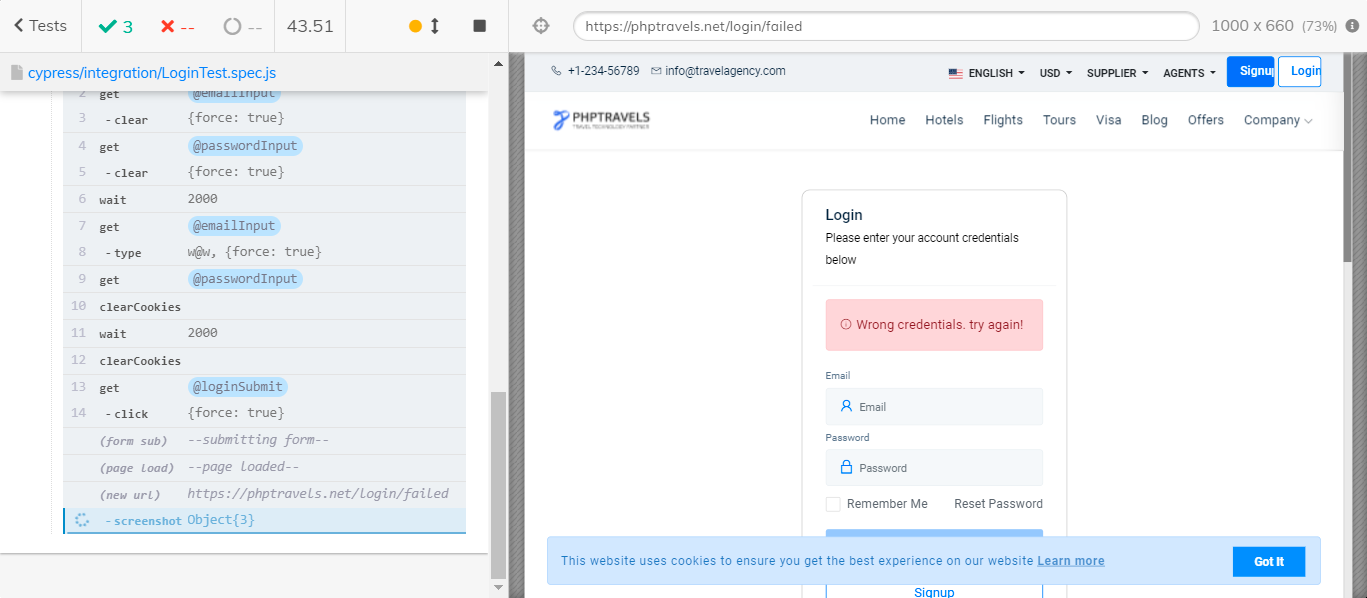 Tests
3
--
--
43.51
https://phptravels.net/login/failed
1000 x 660 (73%)
cypress/integration/LoginTest.spec.js
2 get @emailInput
3 - clear {force: true}
4 get @passwordInput
5 - clear {force: true}
6 wait 2000
7 get @emailInput
8 - type w@w, {force: true}
9 get @passwordInput
10 clearCookies
11 wait 2000
12 clearCookies
13 get @loginSubmit
14 - click {force: true}
(form sub) --submitting form--
(page load) --page loaded--
(new url) https://phptravels.net/login/failed
- screenshot Object{3}
+1-234-56789 info@travelagency.com
ENGLISH USD SUPPLIER AGENTS Signup Login
PHPTRAVELS
TRAVEL TECHNOLOGY PARTNER
Home Hotels Flights Tours Visa Blog Offers Company
Login
Please enter your account credentials
below
Wrong credentials. try again!
Email
Email
Password
Password
Remember Me Reset Password
This website uses cookies to ensure you get the best experience on our website Learn more
Got It
Signup